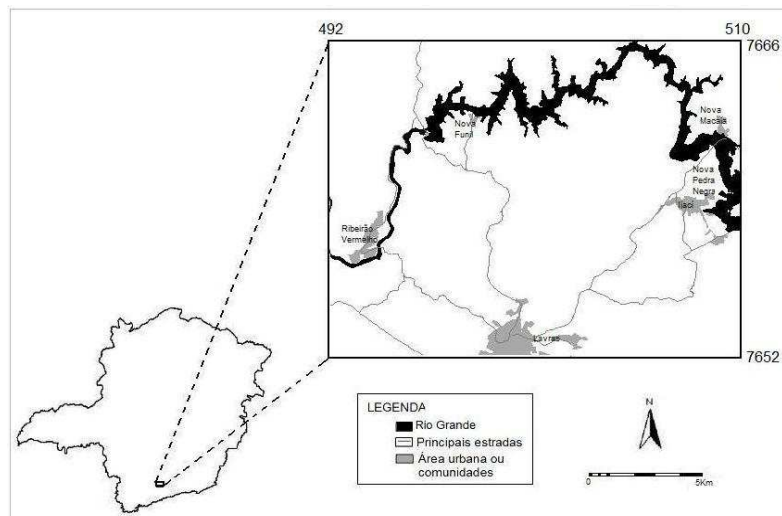 492
510
7666
Nova
Macaia
Nova
Funil
Nova
Pedra
Negra
Itaci
Ribeirão
Vermelho
Lavras
7652
LEGENDA
Rio Grande
Principais estradas
Área urbana ou
comunidades
N
0
5Km